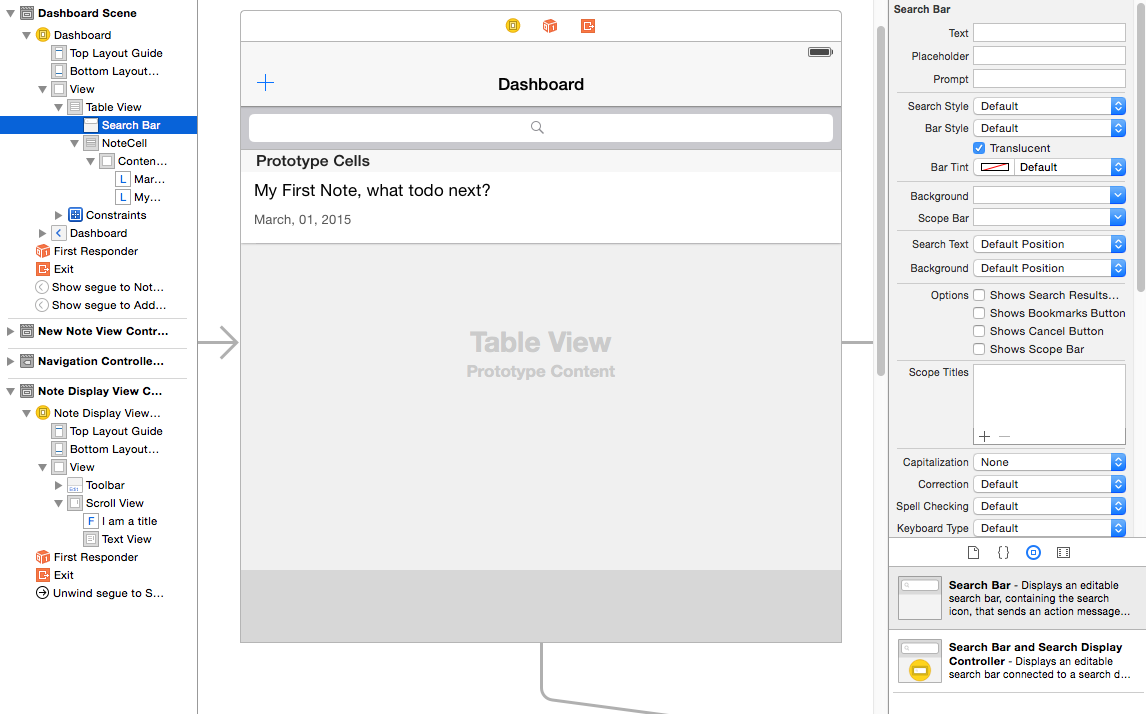 Dashboard Scene
Dashboard
Top Layout Guide
Bottom Layout…
View
Table View
Search Bar
NoteCell
Conten…
L Mar…
L My…
Constraints
Dashboard
First Responder
Exit
Show segue to Not…
Show segue to Add…
New Note View Contr…
Navigation Controlle…
Note Display View C…
Note Display View…
Top Layout Guide
Bottom Layout…
View
Toolbar
Scroll View
F I am a title
Text View
First Responder
Exit
Unwind segue to S…
Dashboard
Prototype Cells
My First Note, what todo next?
March, 01, 2015
Table View
Prototype Content
Search Bar
Text
Placeholder
Prompt
Search Style Default
Bar Style Default
Translucent
Bar Tint Default
Background
Scope Bar
Search Text Default Position
Background Default Position
Options Shows Search Results…
Shows Bookmarks Button
Shows Cancel Button
Shows Scope Bar
Scope Titles
Capitalization None
Correction Default
Spell Checking Default
Keyboard Type Default
Search Bar - Displays an editable
search bar, containing the search
icon, that sends an action message…
Search Bar and Search Display
Controller - Displays an editable
search bar connected to a search d…